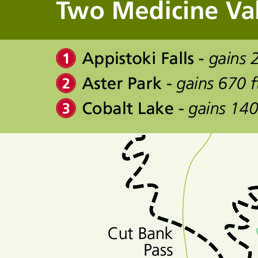 Two Medicine Val
1 Appistoki Falls - gains 2
2 Aster Park - gains 670 f
3 Cobalt Lake - gains 140
Cut Bank
Pass